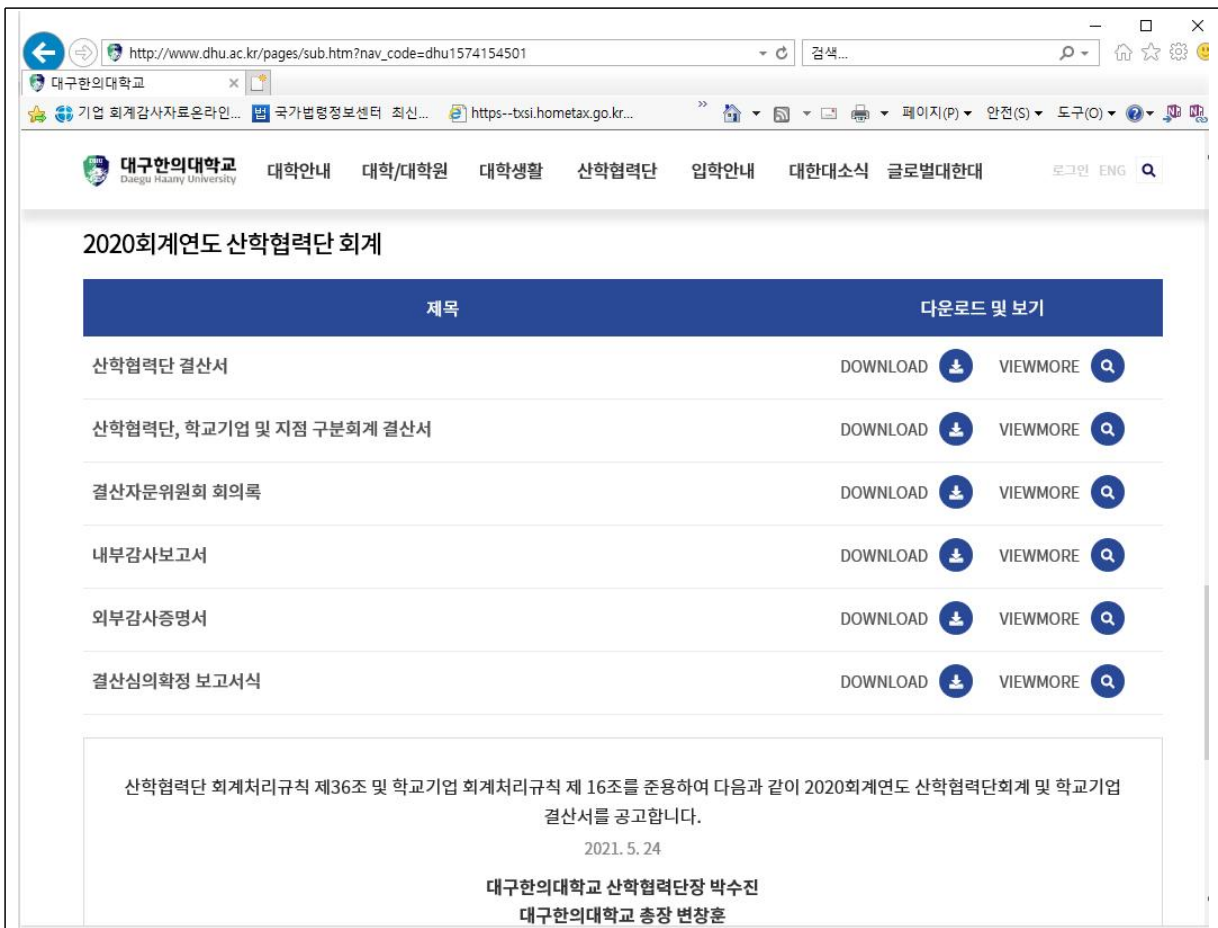 http://www.dhu.ac.kr/pages/sub.htm?nav_code=dhu1574154501
검색...
대구한의대학교
기업 회계감사자료온라인... 법 국가법령정보센터 최신... https--txsi.hometax.go.kr... 페이지(P) 안전(S) 도구(O)
대구한의대학교 대학안내 대학/대학원 대학생활 산학협력단 입학안내 대한대소식 글로벌대한대 로그인 ENG
Daegu Haany University
2020회계연도 산학협력단 회계
제목 다운로드 및 보기
산학협력단 결산서 DOWNLOAD VIEWMORE
산학협력단, 학교기업 및 지점 구분회계 결산서 DOWNLOAD VIEWMORE
결산자문위원회 회의록 DOWNLOAD VIEWMORE
내부감사보고서 DOWNLOAD VIEWMORE
외부감사증명서 DOWNLOAD VIEWMORE
결산심의확정 보고서식 DOWNLOAD VIEWMORE
산학협력단 회계처리규칙 제36조 및 학교기업 회계처리규칙 제 16조를 준용하여 다음과 같이 2020회계연도 산학협력단회계 및 학교기업
결산서를 공고합니다.
2021. 5. 24
대구한의대학교 산학협력단장 박수진
대구한의대학교 총장 변창훈